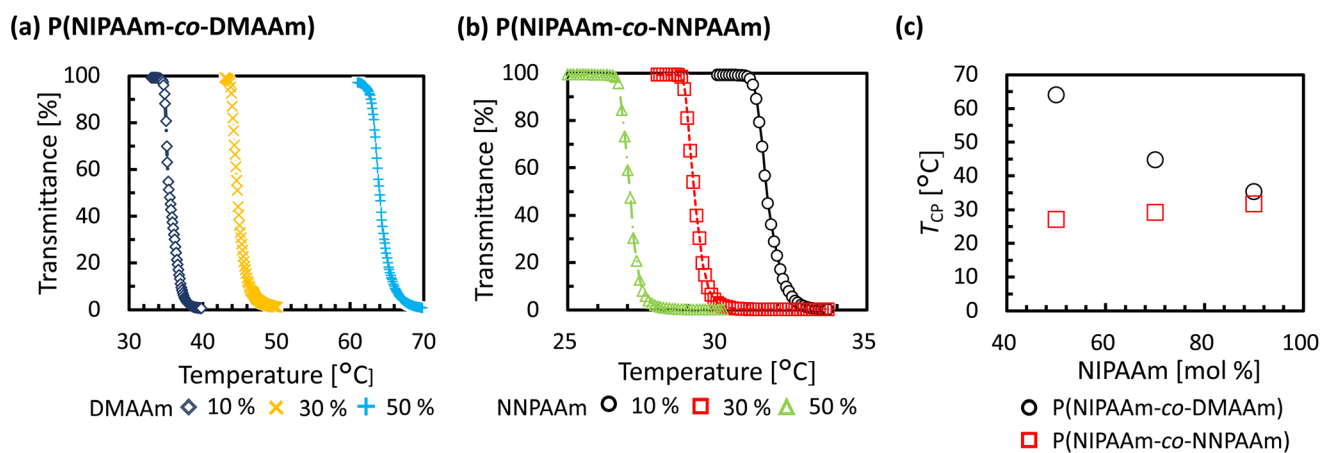 (a) P(NIPAAm-co-DMAAm)
Transmittance [%]
100
80
60
40
20
0
30 40 50 60 70
Temperature [°C]
DMAAm 10 % 30 % 50 %
(b) P(NIPAAm-co-NNPAAm)
Transmittance [%]
100
80
60
40
20
0
25 30 35
Temperature [°C]
NNPAAm 10 % 30 % 50 %
(c)
TCP [°C]
70
60
50
40
30
20
10
0
40 60 80 100
NIPAAm [mol %]
P(NIPAAm-co-DMAAm)
P(NIPAAm-co-NNPAAm)